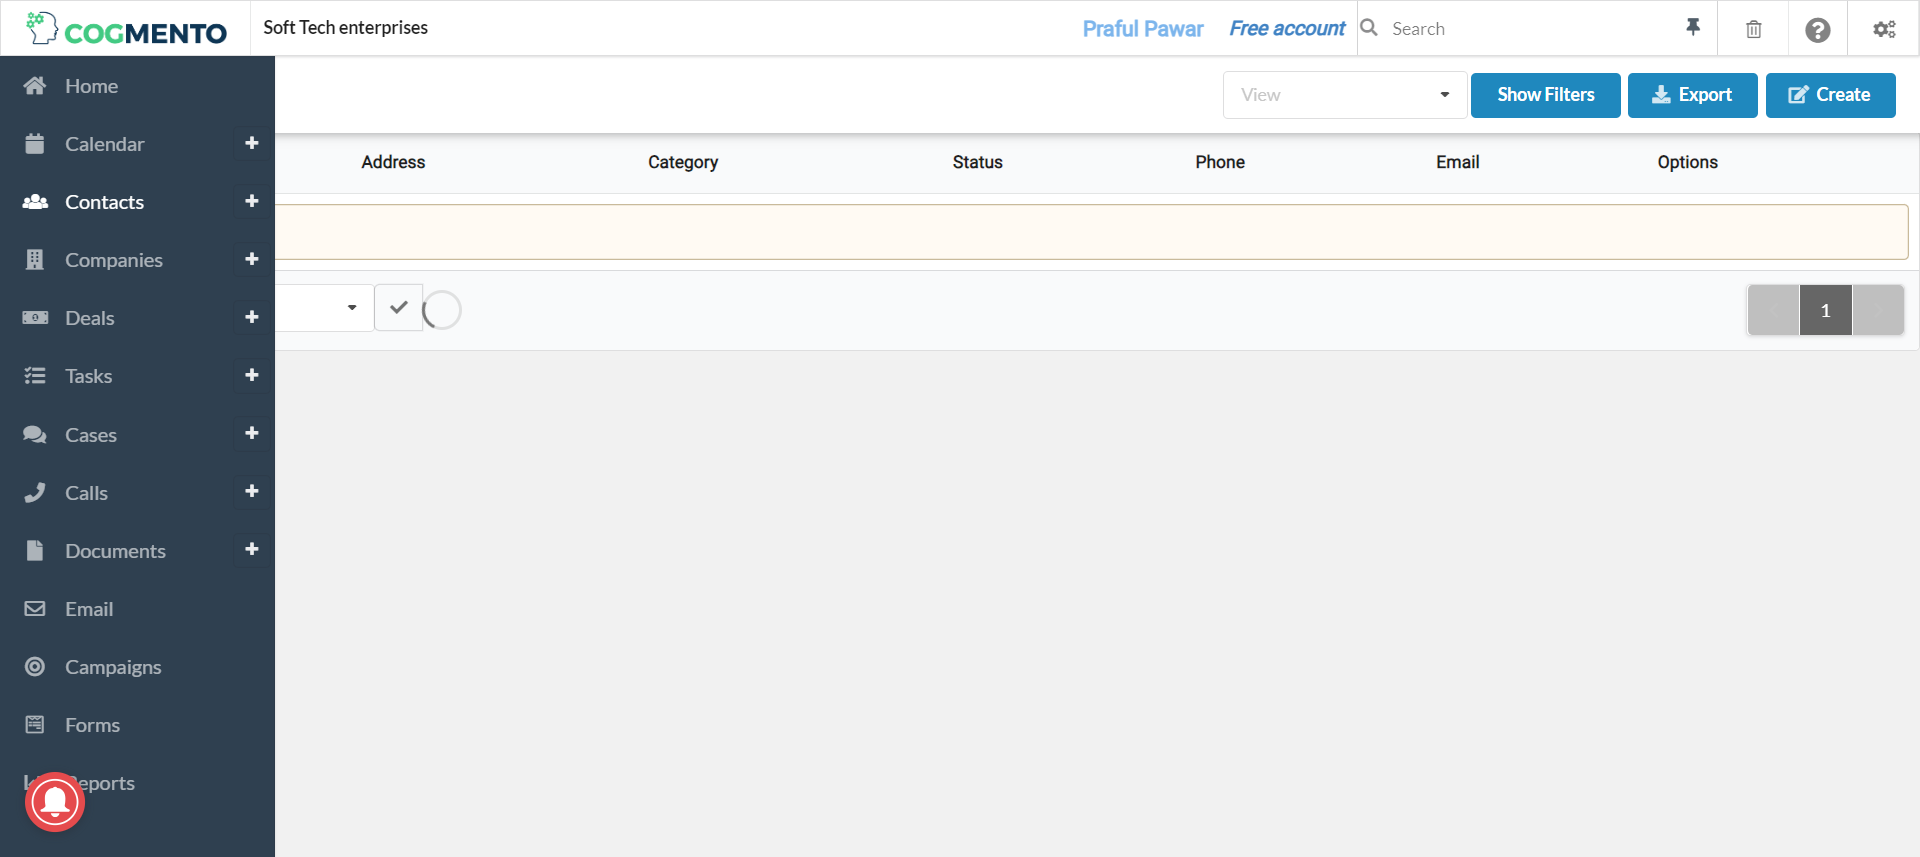 COGMENTO
Soft Tech enterprises
Praful Pawar
Free account
Search
Home
Calendar
Contacts
Companies
Deals
Tasks
Cases
Calls
Documents
Email
Campaigns
Forms
eports
View
Show Filters
Export
Create
Address
Category
Status
Phone
Email
Options
1